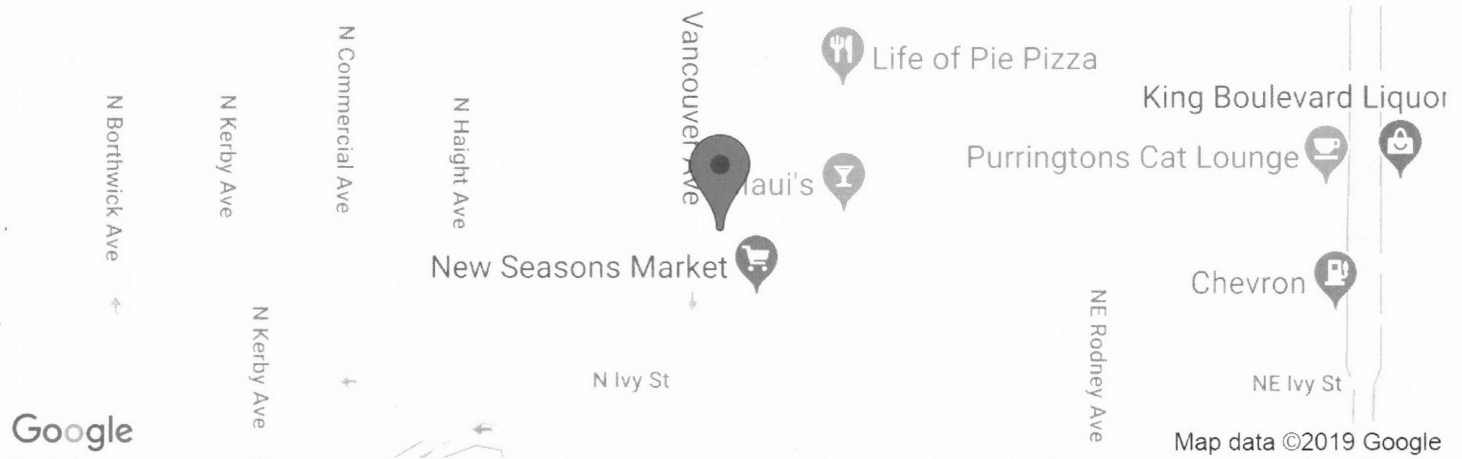 N Borthwick Ave
N Kerby Ave
N Commercial Ave
N Haight Ave
Vancouver Ave
Life of Pie Pizza
King Boulevard Liquor
Purringtons Cat Lounge
aui's
New Seasons Market
Chevron
N Kerby Ave
N Ivy St
NE Rodney Ave
NE Ivy St
Google
Map data ©2019 Google